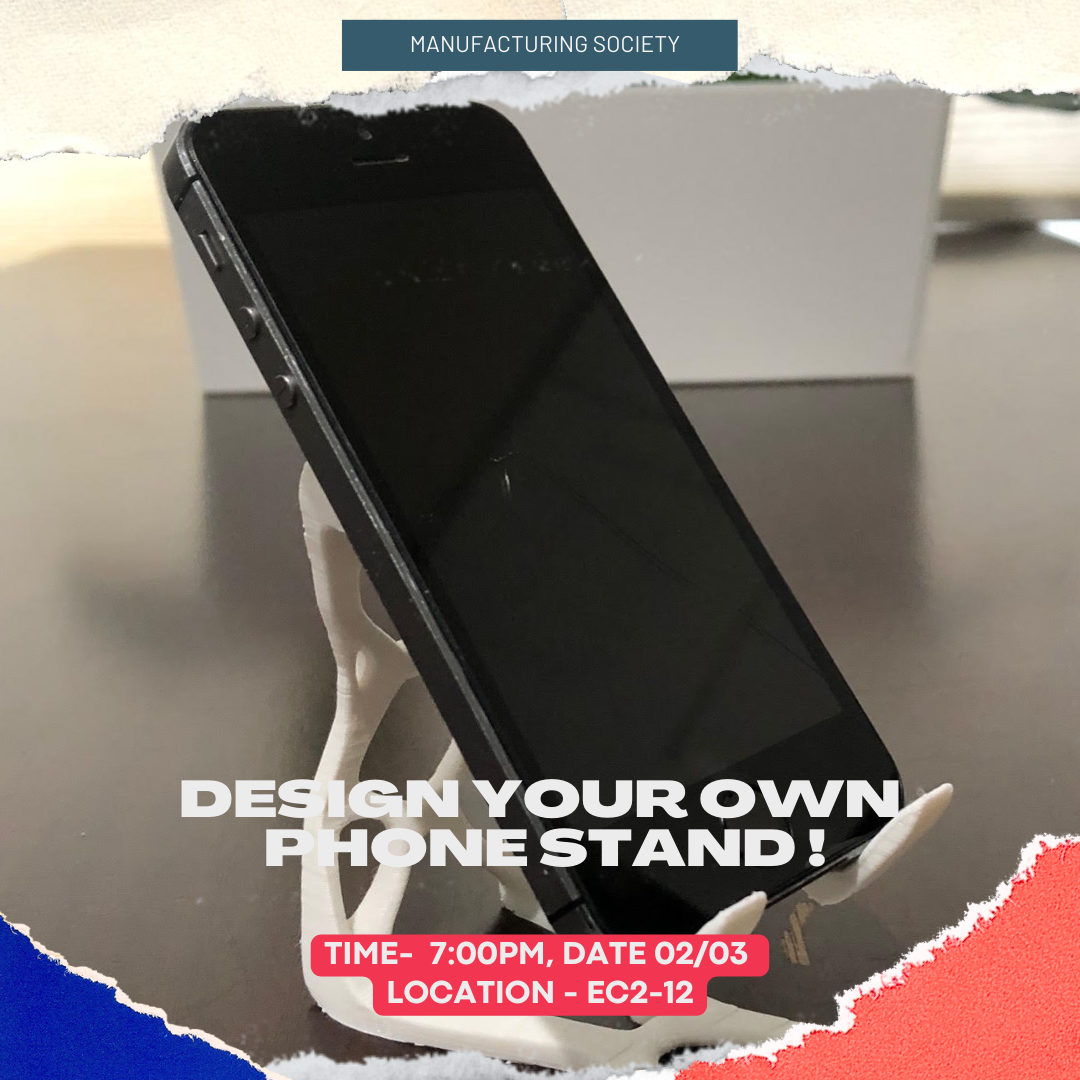 MANUFACTURING SOCIETY
DESIGN YOUR OWN
PHONE STAND !
TIME- 7:00PM, DATE 02/03
LOCATION - EC2-12